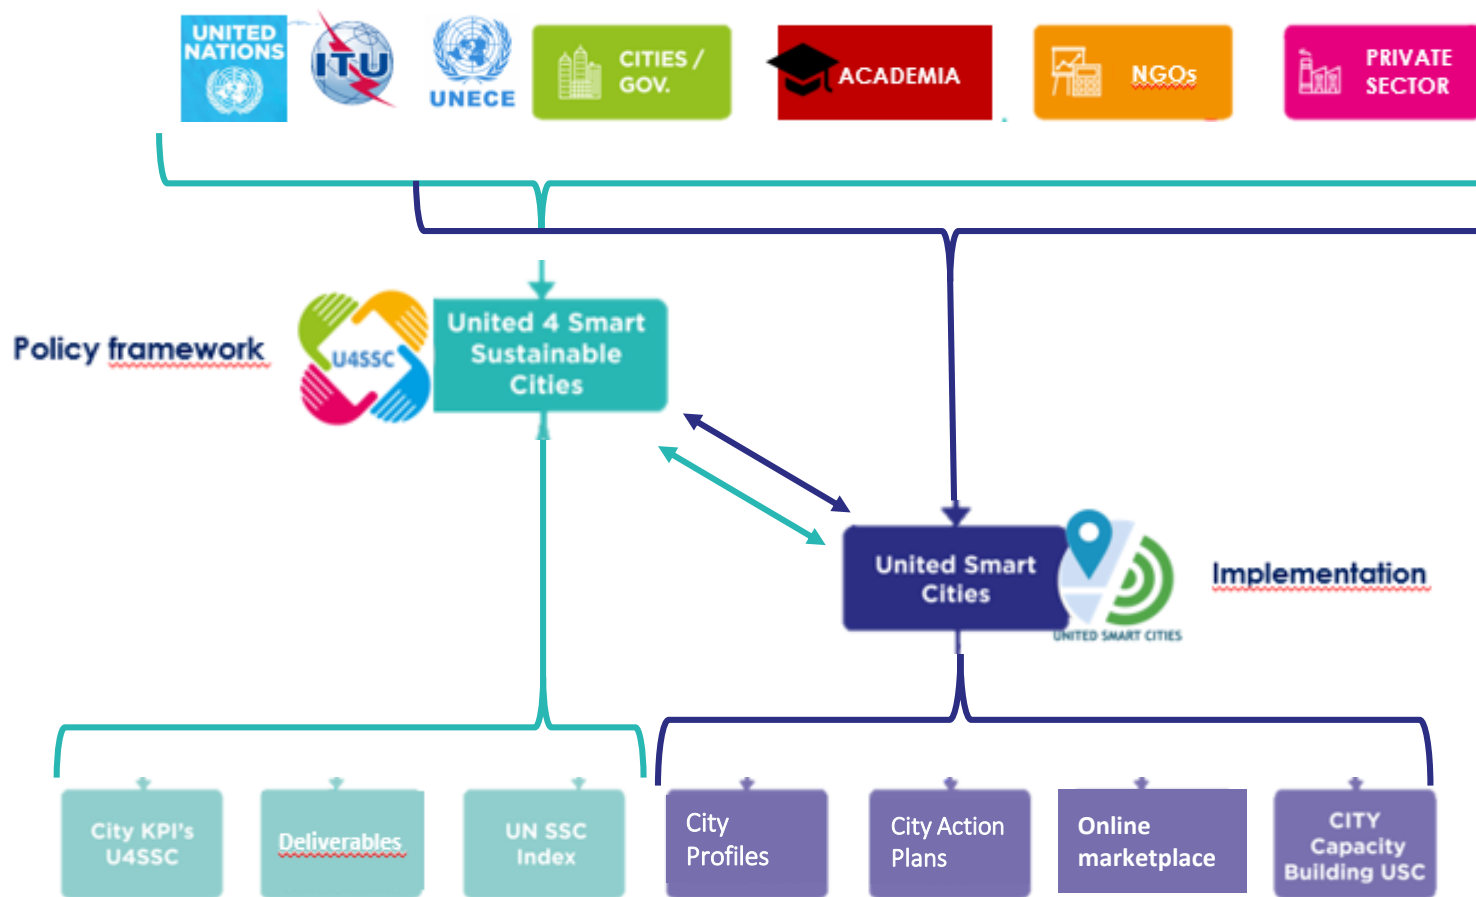 UNITED
NATIONS
ITU
UNECE
CITIES /
GOV.
ACADEMIA
NGOs
PRIVATE
SECTOR
Policy framework
U4SSC
United 4 Smart
Sustainable
Cities
United Smart
Cities
UNITED SMART CITIES
Implementation
City KPI's
U4SSC
Deliverables
UN SSC
Index
City
Profiles
City Action
Plans
Online
marketplace
CITY
Capacity
Building USC